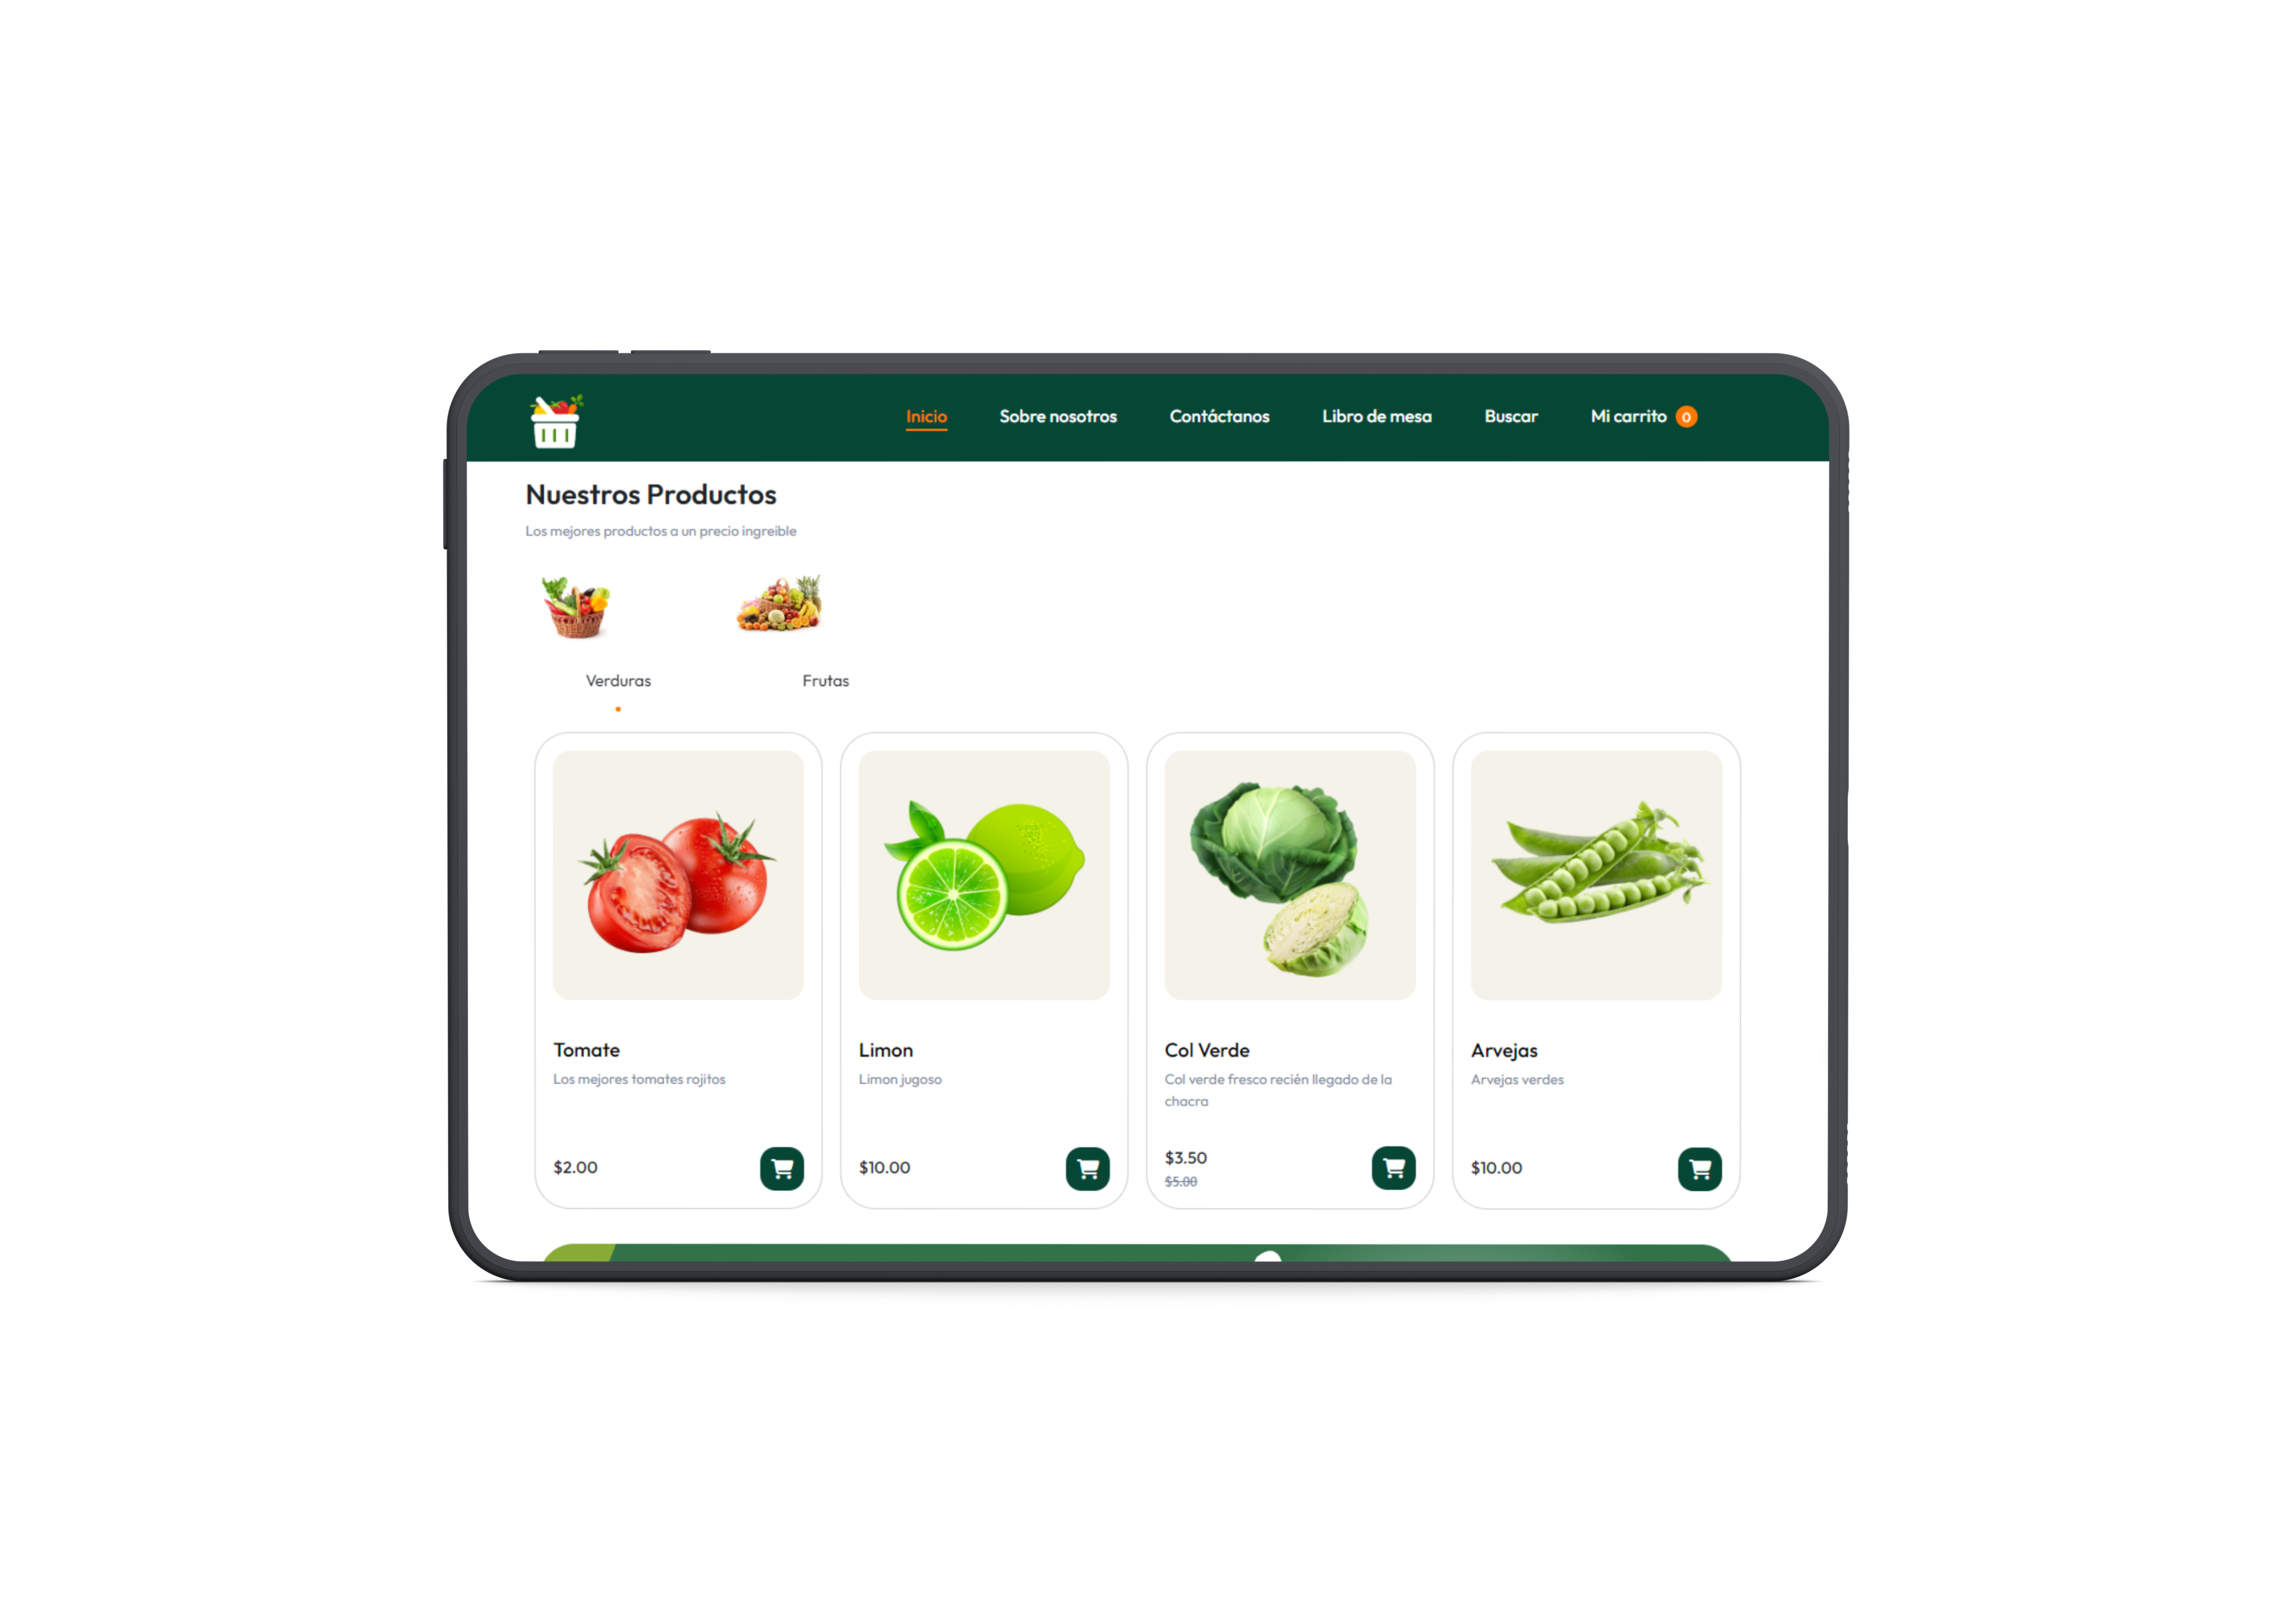 Inicio Sobre nosotros Contáctanos Libro de mesa Buscar Mi carrito 0
Nuestros Productos
Los mejores productos a un precio ingreible
Verduras Frutas
Tomate
Los mejores tomates rojitos
$2.00
Limon
Limon jugoso
$10.00
Col Verde
Col verde fresco recién llegado de la
chacra
$3.50
$5.00
Arvejas
Arvejas verdes
$10.00